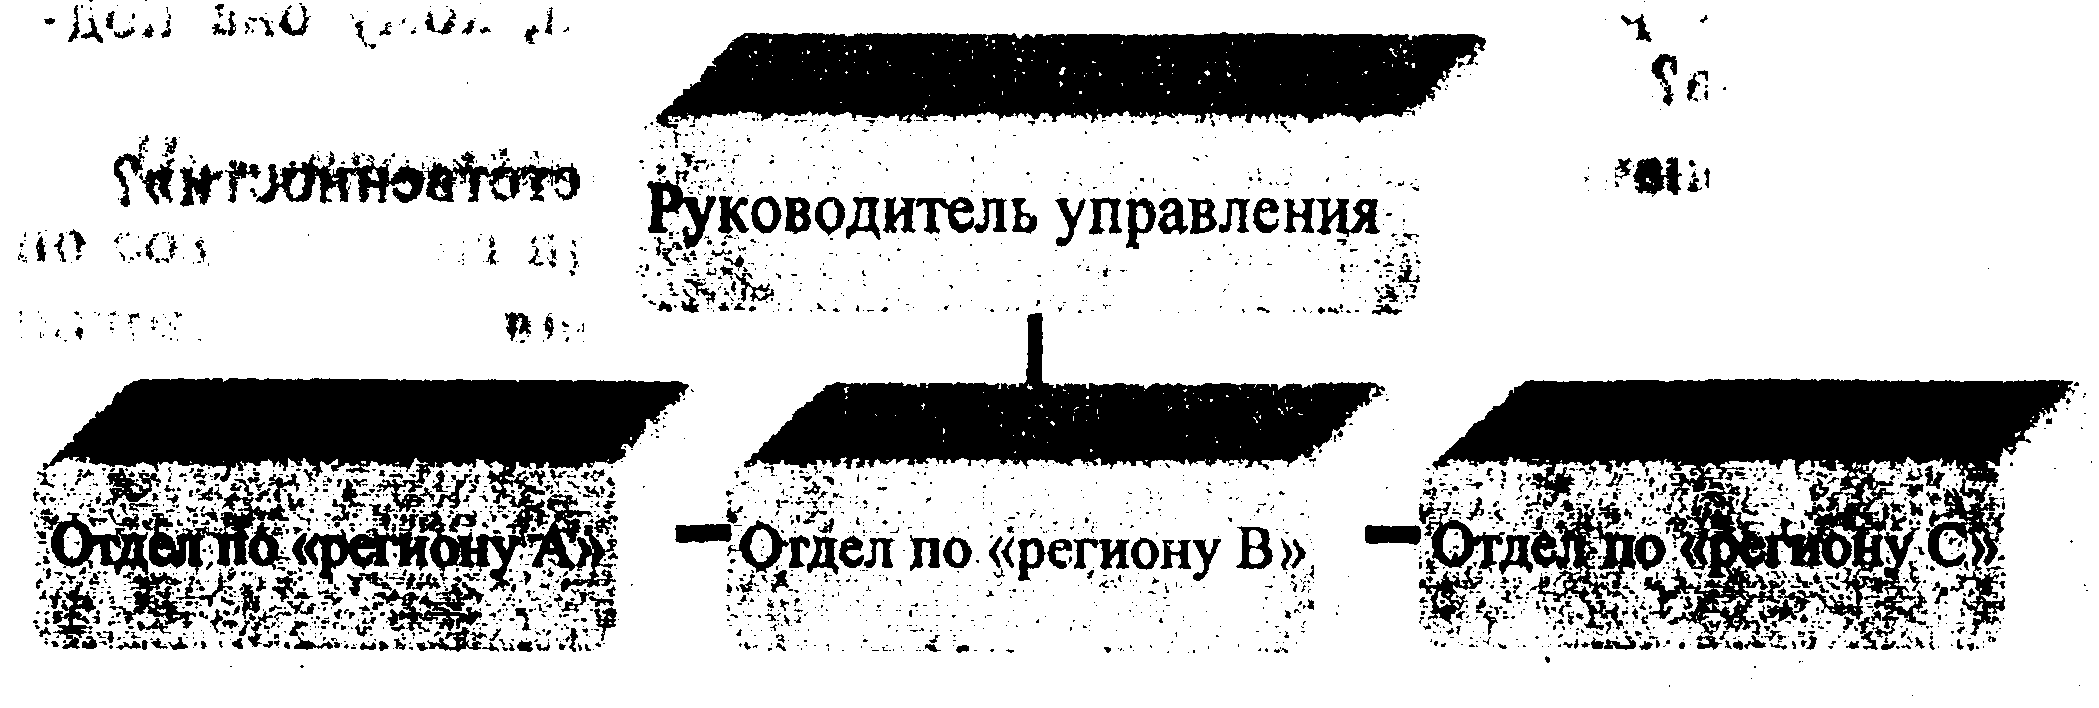 Руководитель управления
Отдел по «региону А»
Отдел по «региону В»
Отдел по «региону С»